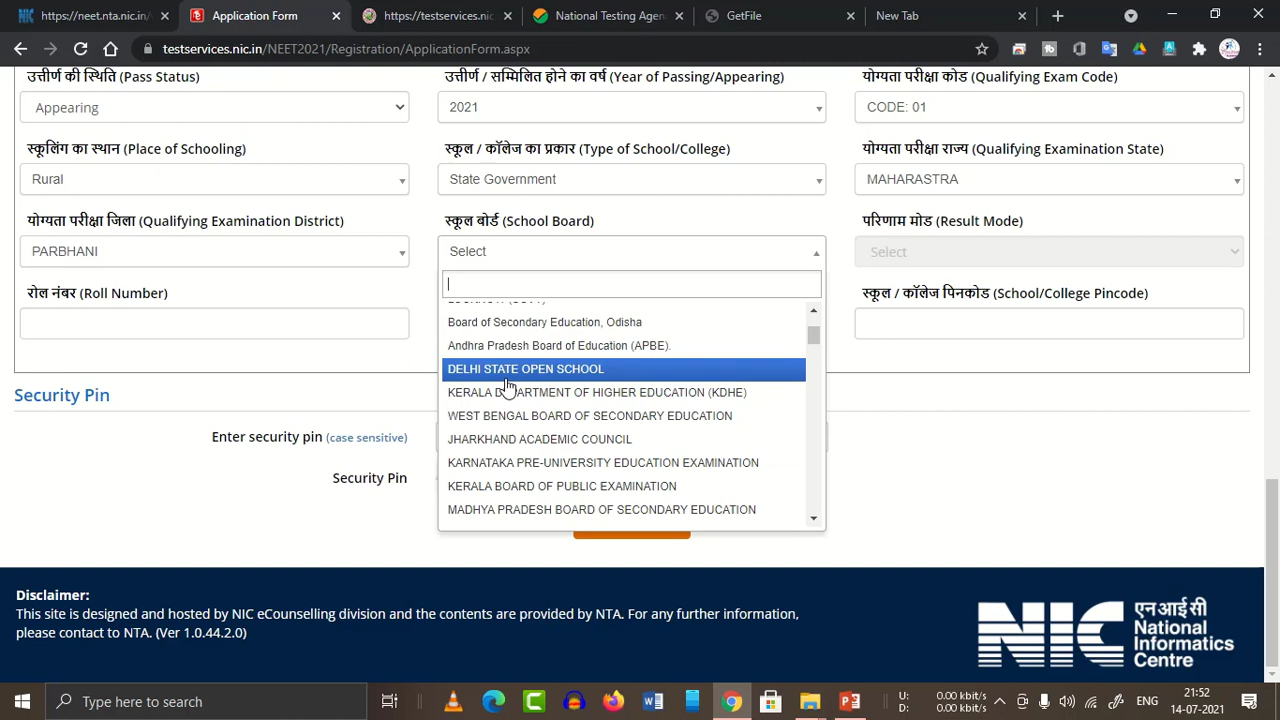 https://neet.nta.nic.in/
Application Form
https://testservices.nic
National Testing Agen
GetFile
New Tab
testservices.nic.in/NEET2021/Registration/ApplicationForm.aspx
उत्तीर्ण की स्थिति (Pass Status)
उत्तीर्ण / सम्मिलित होने का वर्ष (Year of Passing/Appearing)
योग्यता परीक्षा कोड (Qualifying Exam Code)
Appearing
2021
CODE: 01
स्कूलिंग का स्थान (Place of Schooling)
स्कूल / कॉलेज का प्रकार (Type of School/College)
योग्यता परीक्षा राज्य (Qualifying Examination State)
Rural
State Government
MAHARASTRA
योग्यता परीक्षा जिला (Qualifying Examination District)
स्कूल बोर्ड (School Board)
परिणाम मोड (Result Mode)
PARBHANI
Select
Select
रोल नंबर (Roll Number)
स्कूल / कॉलेज पिनकोड (School/College Pincode)
Board of Secondary Education, Odisha
Andhra Pradesh Board of Education (APBE).
DELHI STATE OPEN SCHOOL
KERALA DEPARTMENT OF HIGHER EDUCATION (KDHE)
WEST BENGAL BOARD OF SECONDARY EDUCATION
JHARKHAND ACADEMIC COUNCIL
KARNATAKA PRE-UNIVERSITY EDUCATION EXAMINATION
KERALA BOARD OF PUBLIC EXAMINATION
MADHYA PRADESH BOARD OF SECONDARY EDUCATION
Security Pin
Enter security pin (case sensitive)
Security Pin
Disclaimer:
This site is designed and hosted by NIC eCounselling division and the contents are provided by NTA. For any further information,
please contact to NTA. (Ver 1.0.44.2.0)
NIC
एन आई सी
National
Informatics
Centre
Type here to search
U: 0.00 kbit/s
D: 0.00 kbit/s
ENG
21:52
14-07-2021